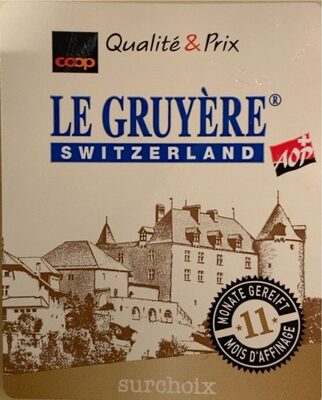 coop
Qualité & Prix
LE GRUYÈRE®
SWITZERLAND
AOP
MONATE GEREIFT
11
MOIS D'AFFINAGE
surchoix